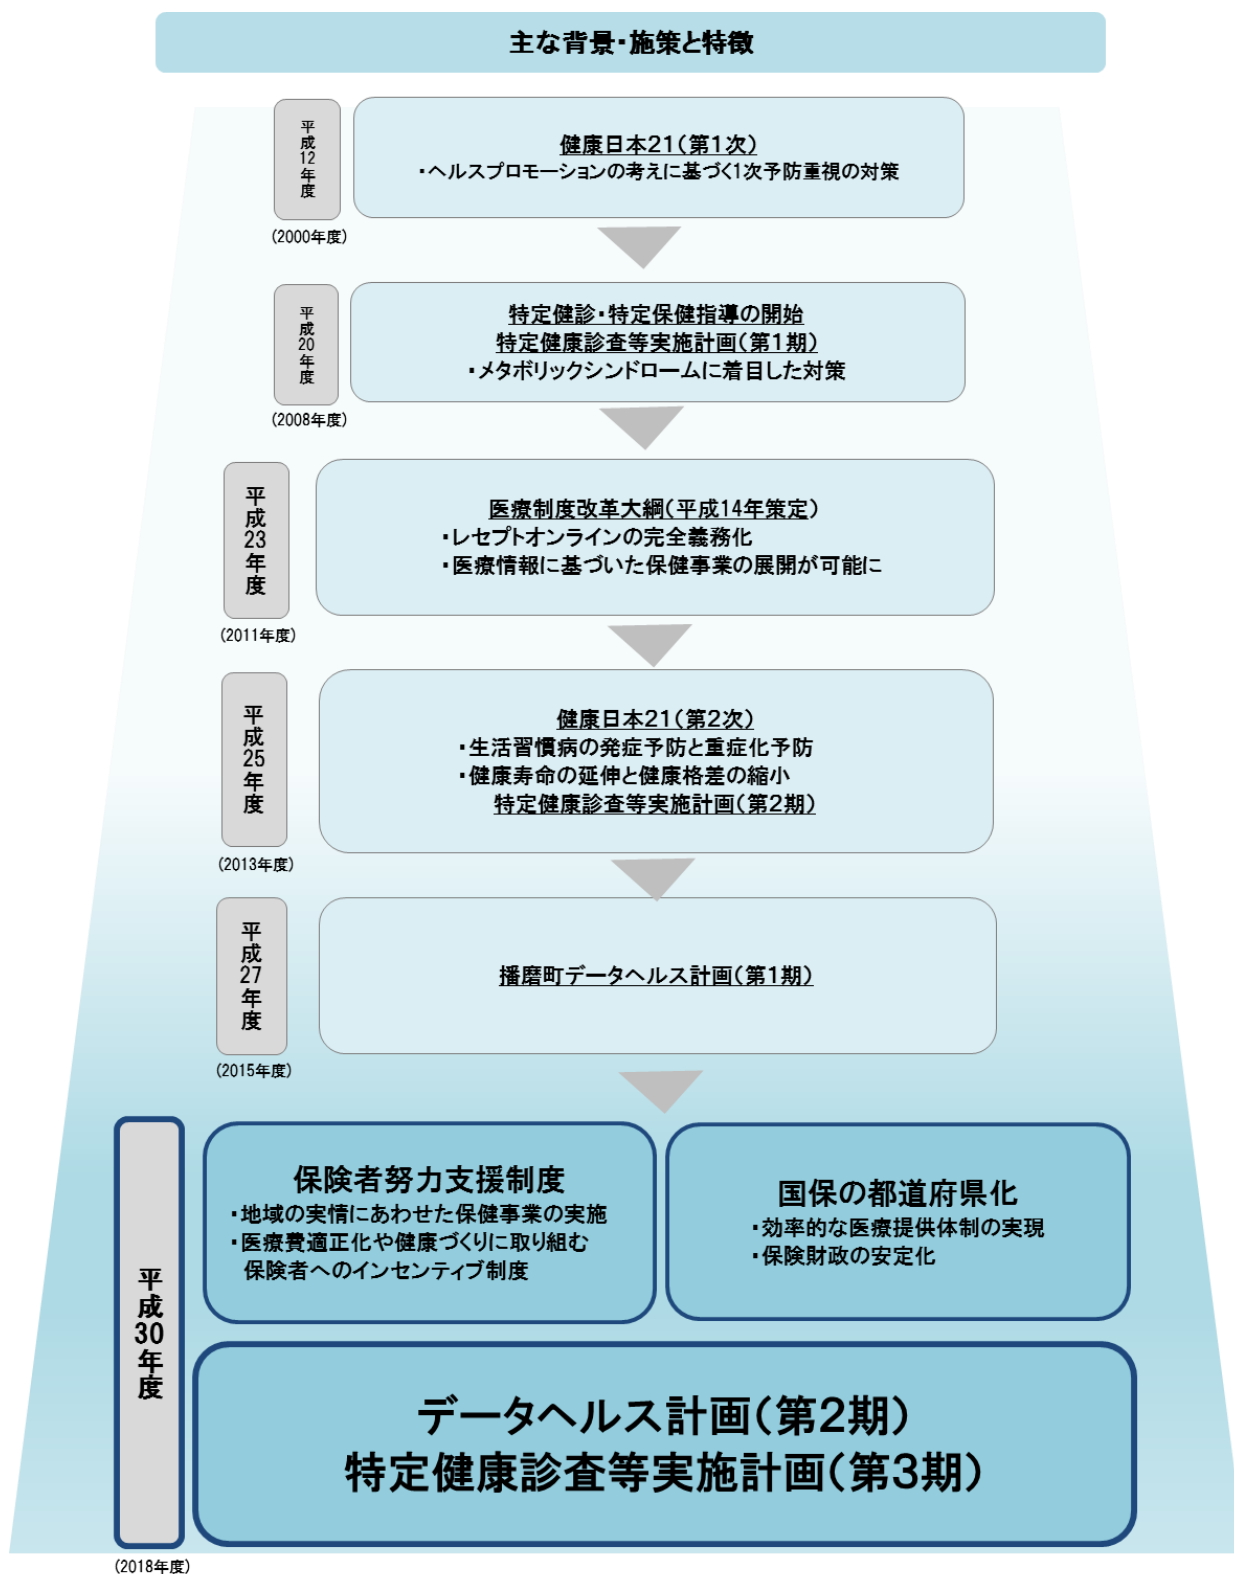 主な背景・施策と特徴
平成12年度
(2000年度)
健康日本21(第1次)
・ヘルスプロモーションの考えに基づく1次予防重視の対策
平成20年度
(2008年度)
特定健診・特定保健指導の開始
特定健康診査等実施計画(第1期)
・メタボリックシンドロームに着目した対策
平成23年度
(2011年度)
医療制度改革大綱(平成14年策定)
・レセプトオンラインの完全義務化
・医療情報に基づいた保健事業の展開が可能に
平成25年度
(2013年度)
健康日本21(第2次)
・生活習慣病の発症予防と重症化予防
・健康寿命の延伸と健康格差の縮小
特定健康診査等実施計画(第2期)
平成27年度
(2015年度)
播磨町データヘルス計画(第1期)
平成30年度
(2018年度)
保険者努力支援制度
・地域の実情にあわせた保健事業の実施
・医療費適正化や健康づくりに取り組む
保険者へのインセンティブ制度
国保の都道府県化
・効率的な医療提供体制の実現
・保険財政の安定化
データヘルス計画(第2期)
特定健康診査等実施計画(第3期)